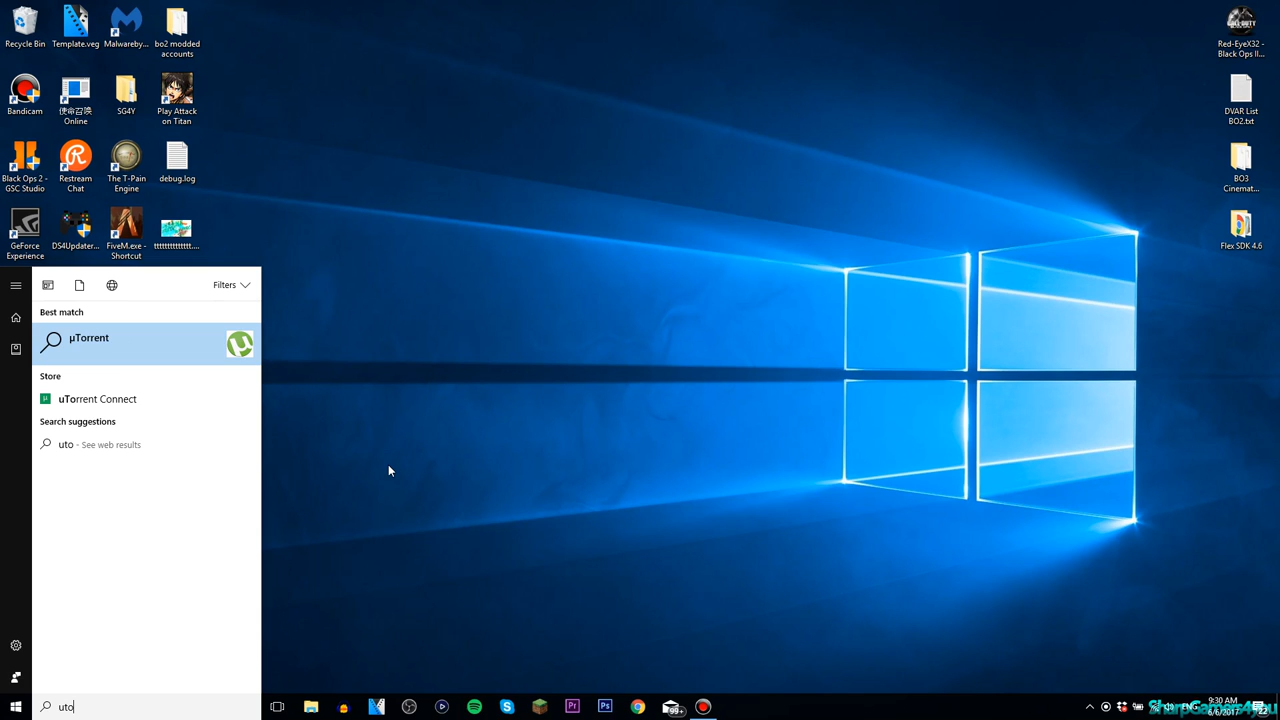 Recycle Bin
Template.veg
Malwareby...
bo2 modded
accounts
Bandicam
使命召唤
Online
SG4Y
Play Attack
on Titan
Black Ops 2 -
GSC Studio
Restream
Chat
The T-Pain
Engine
debug.log
GeForce
Experience
DS4Updater...
FiveM.exe -
Shortcut
tttttttttttttt....
Red-EyeX32 -
Black Ops II...
DVAR List
BO2.txt
BO3
Cinemat...
Flex SDK 4.6
Filters
Best match
µTorrent
Store
uTorrent Connect
Search suggestions
uto - See web results
uto
99+
9:30 AM
6/6/2017
22
SharpGamers4you